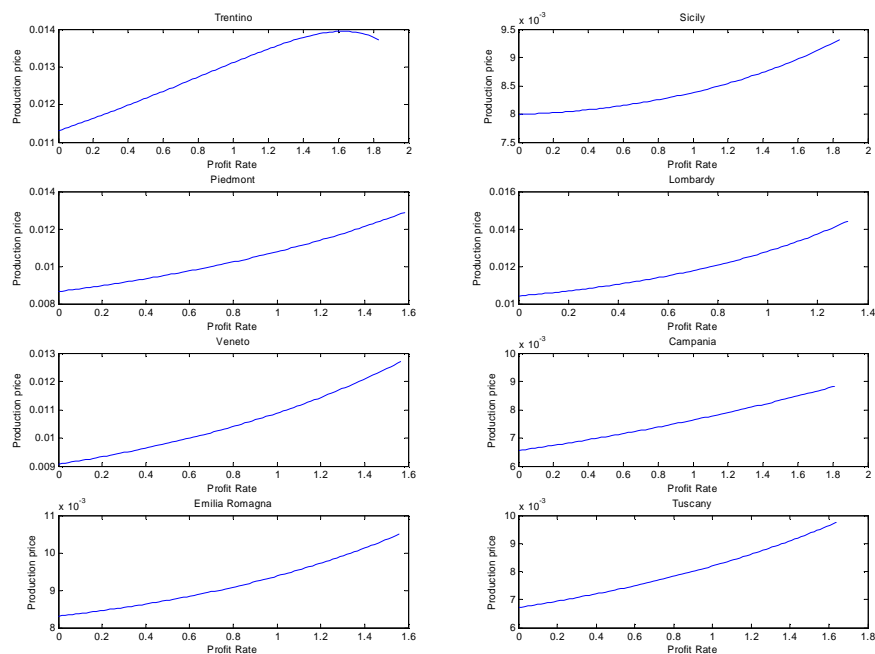 Trentino
0.014
0.013
0.012
0.011
Production price
0 0.2 0.4 0.6 0.8 1 1.2 1.4 1.6 1.8 2
Profit Rate
Sicily
x 10^-3
9.5
8.5
8
7.5
Production price
0 0.2 0.4 0.6 0.8 1 1.2 1.4 1.6 1.8 2
Profit Rate
Piedmont
0.014
0.012
0.01
0.008
Production price
0 0.2 0.4 0.6 0.8 1 1.2 1.4 1.6
Profit Rate
Lombardy
0.016
0.014
0.012
0.01
Production price
0 0.2 0.4 0.6 0.8 1 1.2 1.4
Profit Rate
Veneto
0.013
0.012
0.011
0.01
0.009
Production price
0 0.2 0.4 0.6 0.8 1 1.2 1.4 1.6
Profit Rate
Campania
x 10^-3
10
9
8
7
6
Production price
0 0.2 0.4 0.6 0.8 1 1.2 1.4 1.6 1.8 2
Profit Rate
Emilia Romagna
x 10^-3
11
10
9
8
Production price
0 0.2 0.4 0.6 0.8 1 1.2 1.4 1.6
Profit Rate
Tuscany
x 10^-3
10
9
8
7
6
Production price
0 0.2 0.4 0.6 0.8 1 1.2 1.4 1.6 1.8
Profit Rate